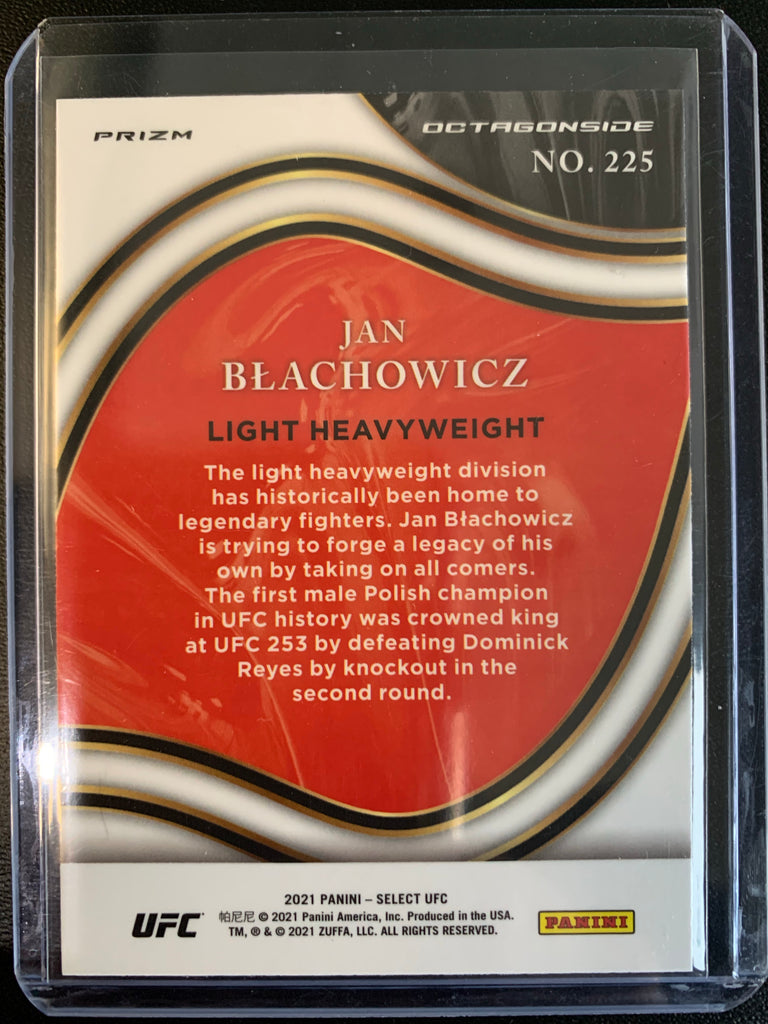 PRIZM
OCTAGONSIDE
NO. 225
JAN
BŁACHOWICZ
LIGHT HEAVYWEIGHT
The light heavyweight division
has historically been home to
legendary fighters. Jan Błachowicz
is trying to forge a legacy of his
own by taking on all comers.
The first male Polish champion
in UFC history was crowned king
at UFC 253 by defeating Dominick
Reyes by knockout in the
second round.
2021 PANINI – SELECT UFC
UFC
帕尼尼 © 2021 Panini America, Inc. Produced in the USA.
TM, ® & © 2021 ZUFFA, LLC. ALL RIGHTS RESERVED.
PANINI